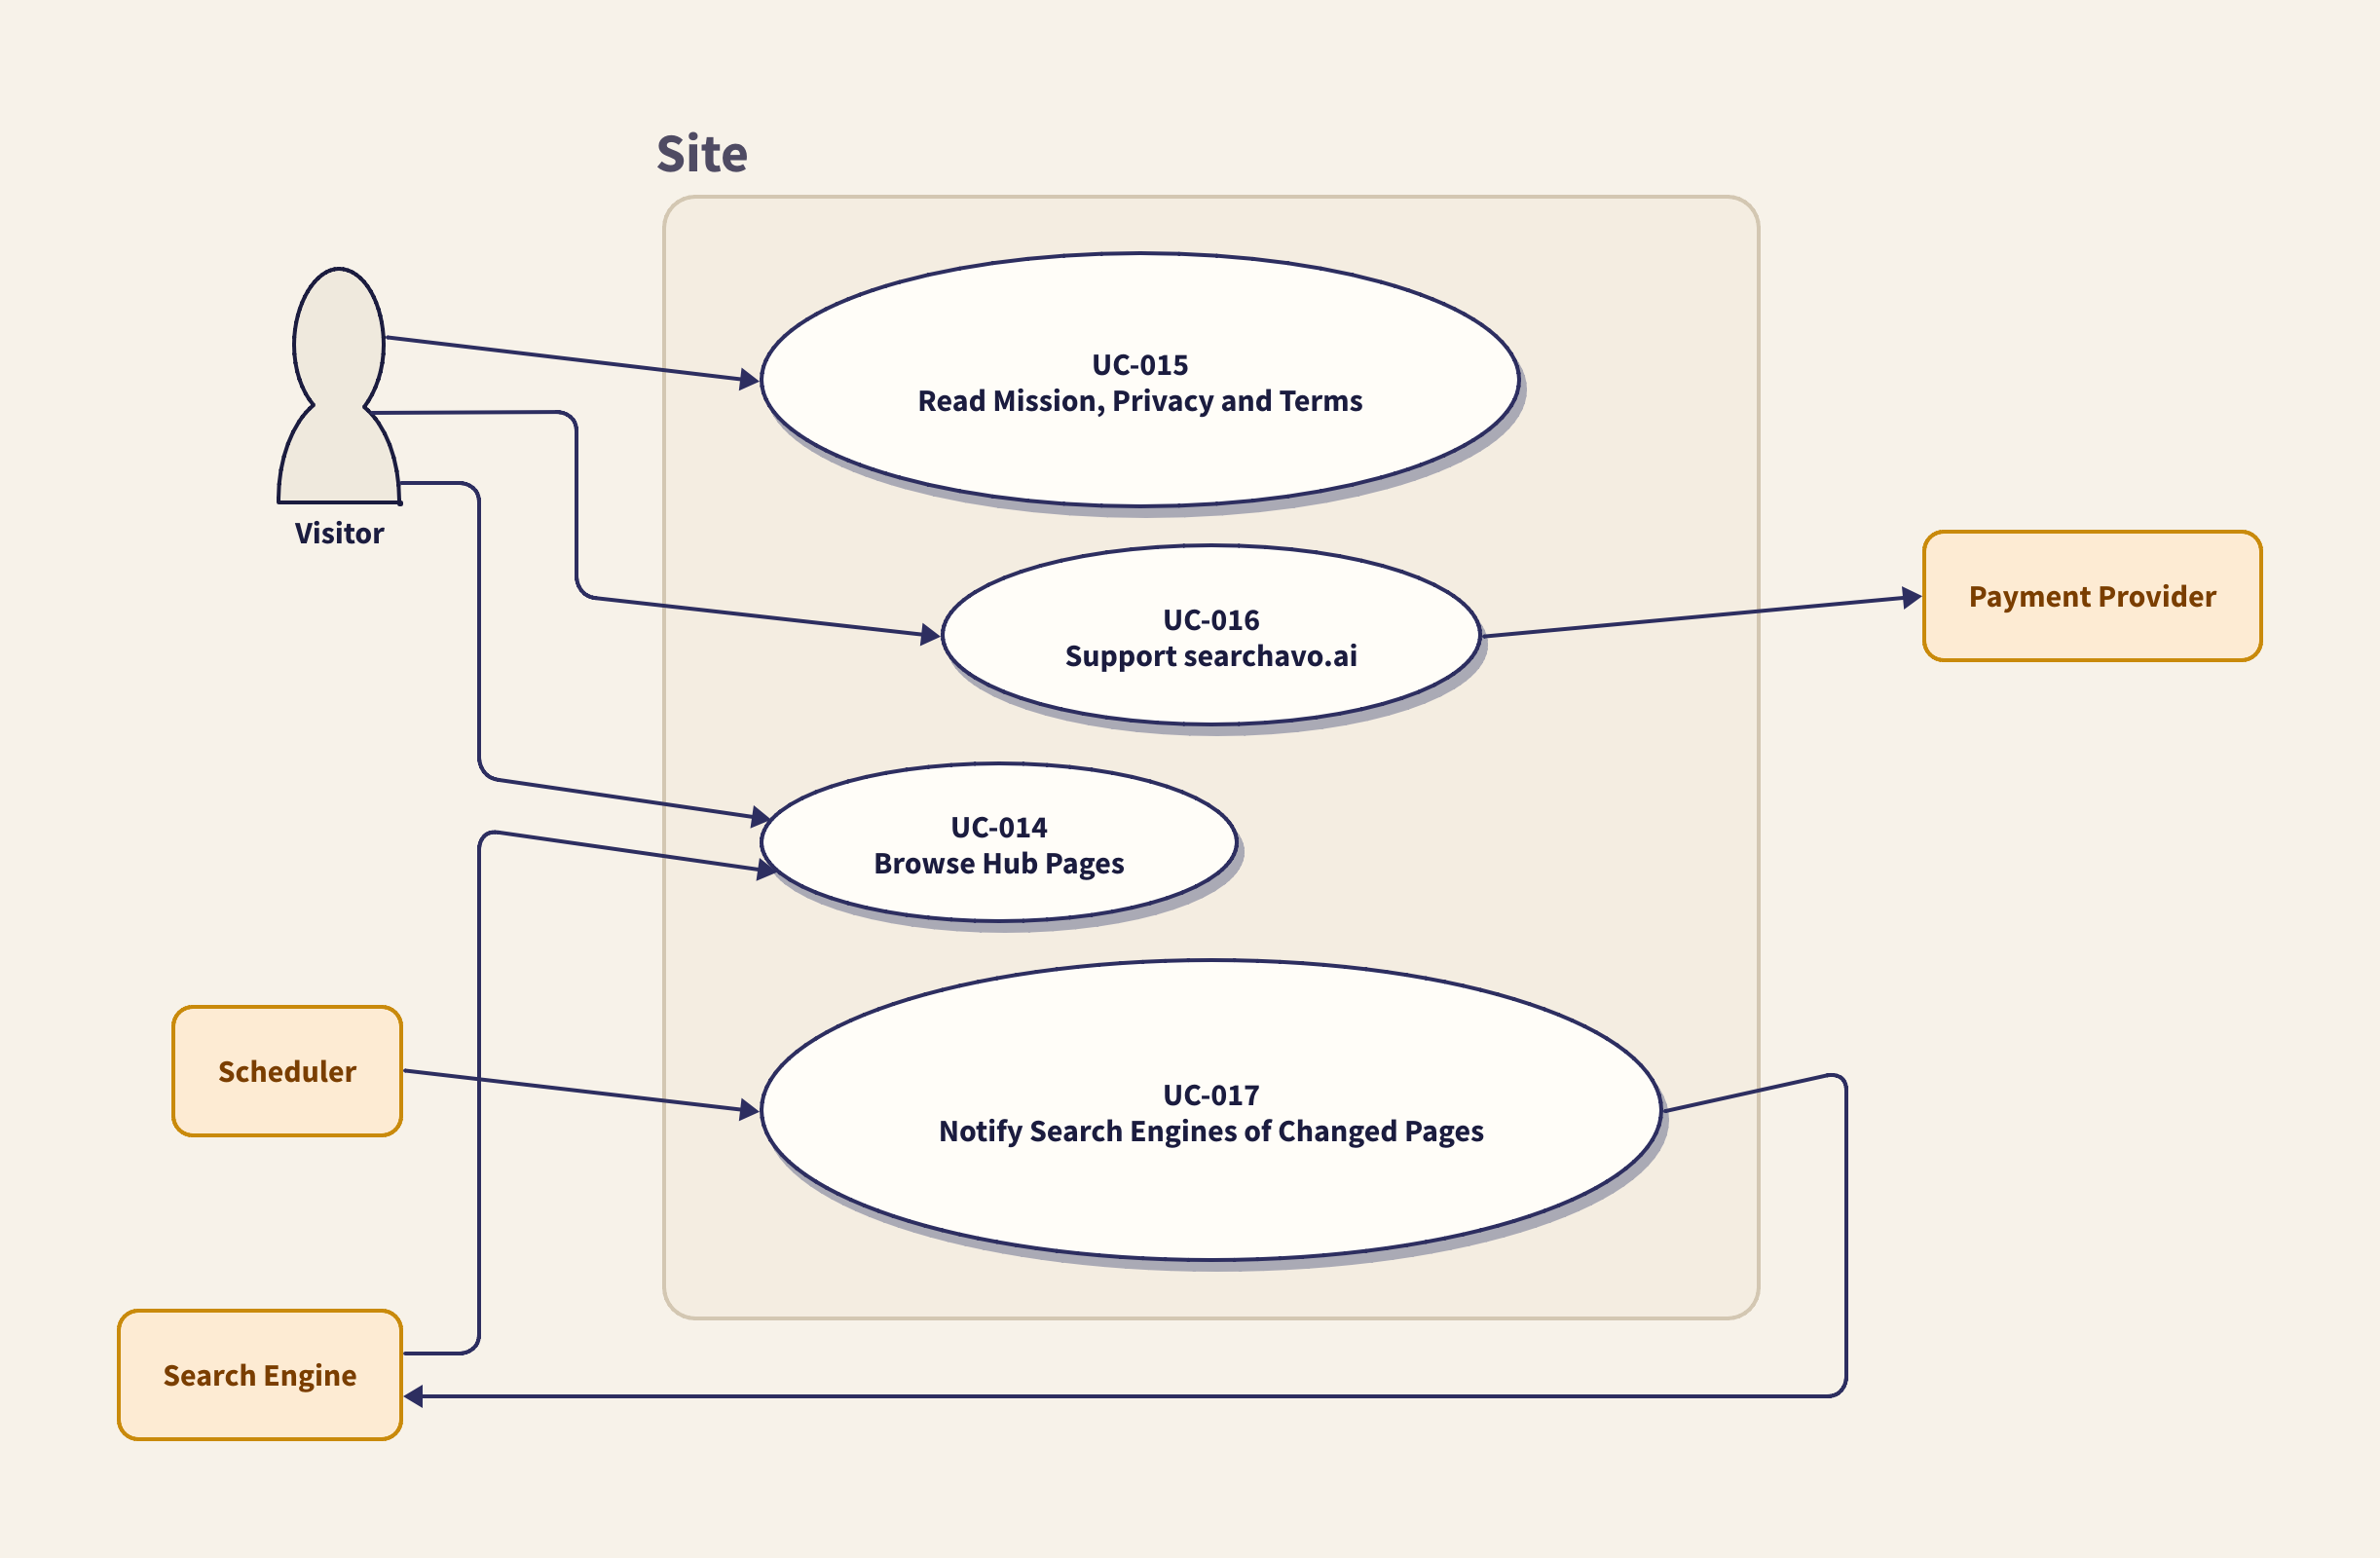 Site
UC-015
Read Mission, Privacy and Terms
Visitor
UC-016
Support searchavo.ai
Payment Provider
UC-014
Browse Hub Pages
Scheduler
UC-017
Notify Search Engines of Changed Pages
Search Engine